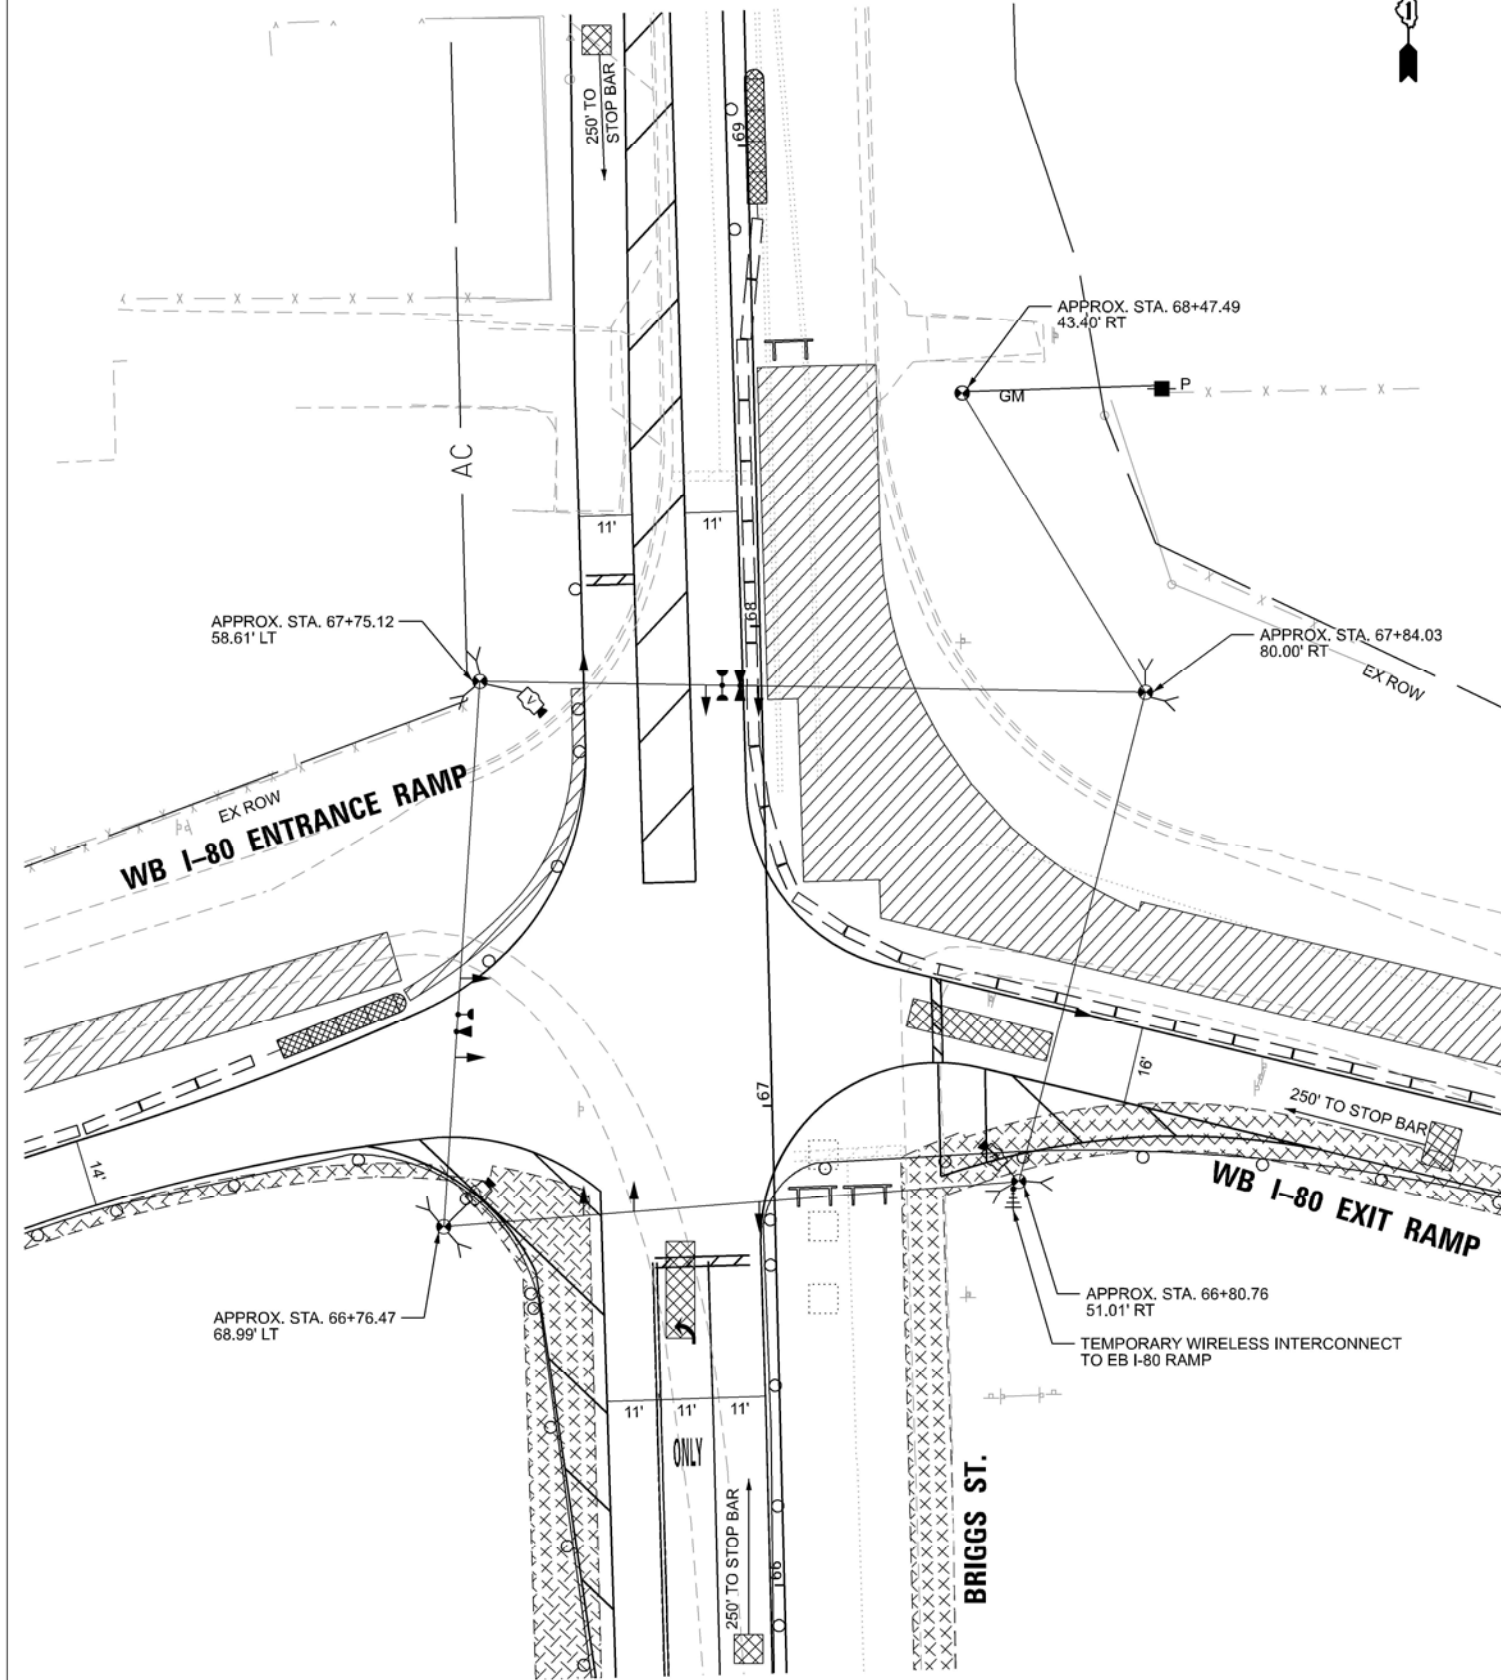 1
250' TO
STOP BAR
69
APPROX. STA. 68+47.49
43.40' RT
P
GM
AC
11'
11'
68
APPROX. STA. 67+75.12
58.61' LT
APPROX. STA. 67+84.03
80.00' RT
EX ROW
V
EX ROW
WB I-80 ENTRANCE RAMP
67
16'
250' TO STOP BAR
14'
WB I-80 EXIT RAMP
APPROX. STA. 66+76.47
68.99' LT
APPROX. STA. 66+80.76
51.01' RT
TEMPORARY WIRELESS INTERCONNECT
TO EB I-80 RAMP
11'
11'
11'
ONLY
250' TO STOP BAR
BRIGGS ST.
66